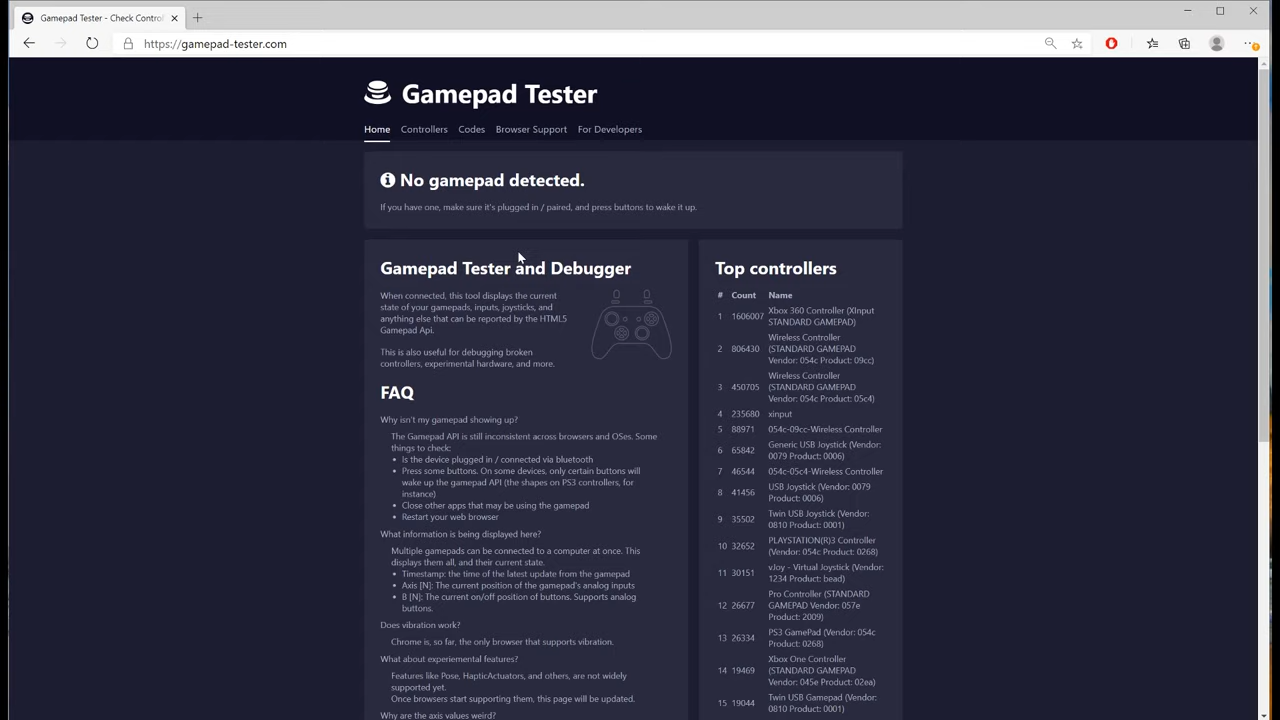 Gamepad Tester - Check Control
https://gamepad-tester.com
Gamepad Tester
Home Controllers Codes Browser Support For Developers
No gamepad detected.
If you have one, make sure it's plugged in / paired, and press buttons to wake it up.
Gamepad Tester and Debugger
When connected, this tool displays the current
state of your gamepads, inputs, joysticks, and
anything else that can be reported by the HTML5
Gamepad Api.
This is also useful for debugging broken
controllers, experimental hardware, and more.
FAQ
Why isn't my gamepad showing up?
The Gamepad API is still inconsistent across browsers and OSes. Some
things to check:
• Is the device plugged in / connected via bluetooth
• Press some buttons. On some devices, only certain buttons will
wake up the gamepad API (the shapes on PS3 controllers, for
instance)
• Close other apps that may be using the gamepad
• Restart your web browser
What information is being displayed here?
Multiple gamepads can be connected to a computer at once. This
displays them all, and their current state.
• Timestamp: the time of the latest update from the gamepad
• Axis [N]: The current position of the gamepad's analog inputs
• B [N]: The current on/off position of buttons. Supports analog
buttons.
Does vibration work?
Chrome is, so far, the only browser that supports vibration.
What about experiemental features?
Features like Pose, HapticActuators, and others, are not widely
supported yet.
Once browsers start supporting them, this page will be updated.
Why are the axis values weird?
Top controllers
# Count Name
1 1606007 Xbox 360 Controller (XInput
STANDARD GAMEPAD)
2 806430 Wireless Controller
(STANDARD GAMEPAD
Vendor: 054c Product: 09cc)
3 450705 Wireless Controller
(STANDARD GAMEPAD
Vendor: 054c Product: 05c4)
4 235680 xinput
5 88971 054c-09cc-Wireless Controller
6 65842 Generic USB Joystick (Vendor:
0079 Product: 0006)
7 46544 054c-05c4-Wireless Controller
8 41456 USB Joystick (Vendor: 0079
Product: 0006)
9 35502 Twin USB Joystick (Vendor:
0810 Product: 0001)
10 32652 PLAYSTATION(R)3 Controller
(Vendor: 054c Product: 0268)
11 30151 vJoy - Virtual Joystick (Vendor:
1234 Product: bead)
12 26677 Pro Controller (STANDARD
GAMEPAD Vendor: 057e
Product: 2009)
13 26334 PS3 GamePad (Vendor: 054c
Product: 0268)
14 19469 Xbox One Controller
(STANDARD GAMEPAD
Vendor: 045e Product: 02ea)
15 19044 Twin USB Gamepad (Vendor:
0810 Product: 0001)